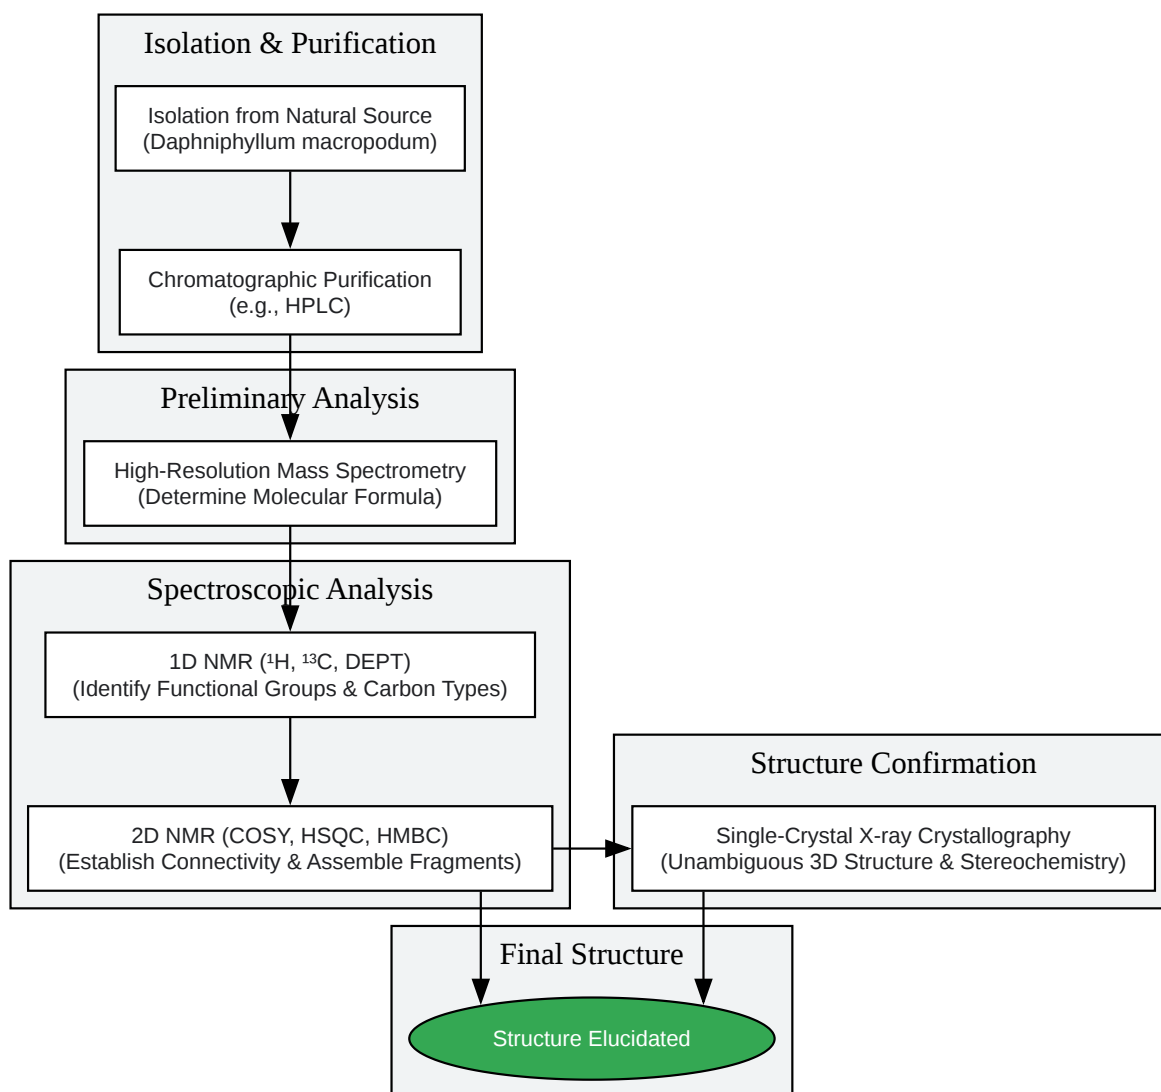 Isolation & Purification
Isolation from Natural Source
(Daphniphyllum macropodum)
Chromatographic Purification
(e.g., HPLC)
Preliminary Analysis
High-Resolution Mass Spectrometry
(Determine Molecular Formula)
Spectroscopic Analysis
1D NMR (¹H, ¹³C, DEPT)
(Identify Functional Groups & Carbon Types)
2D NMR (COSY, HSQC, HMBC)
(Establish Connectivity & Assemble Fragments)
Structure Confirmation
Single-Crystal X-ray Crystallography
(Unambiguous 3D Structure & Stereochemistry)
Final Structure
Structure Elucidated